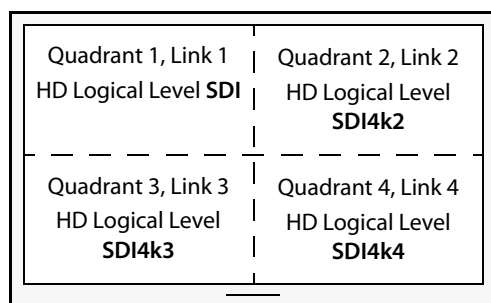 Quadrant 1, Link 1
HD Logical Level SDI
Quadrant 2, Link 2
HD Logical Level
SDI4k2
Quadrant 3, Link 3
HD Logical Level
SDI4k3
Quadrant 4, Link 4
HD Logical Level
SDI4k4